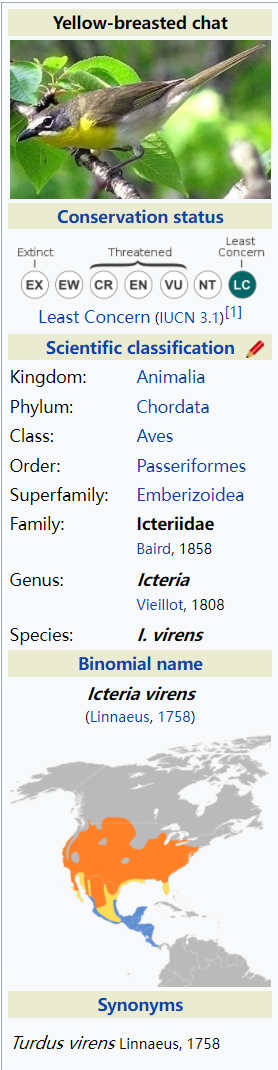 Yellow-breasted chat
Conservation status
Extinct Threatened Least Concern
EX EW CR EN VU NT LC
Least Concern (IUCN 3.1)[1]
Scientific classification
Kingdom: Animalia
Phylum: Chordata
Class: Aves
Order: Passeriformes
Superfamily: Emberizoidea
Family: Icteriidae
Baird, 1858
Genus: Icteria
Vieillot, 1808
Species: I. virens
Binomial name
Icteria virens
(Linnaeus, 1758)
Synonyms
Turdus virens Linnaeus, 1758